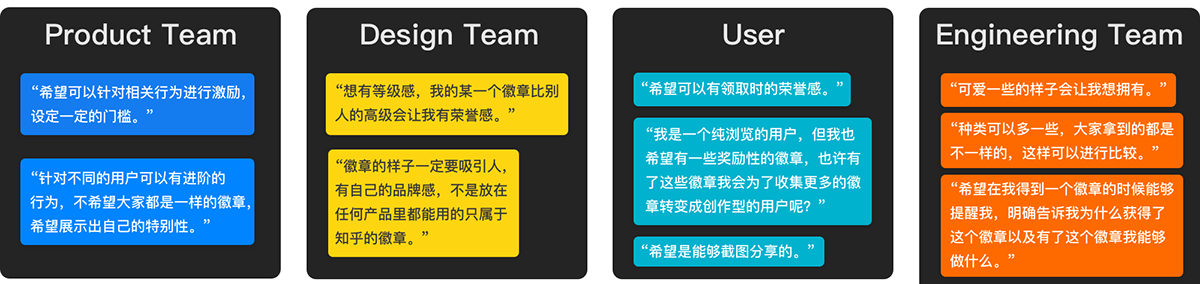 Product Team
“希望可以针对相关行为进行激励,
设定一定的门槛。”
“针对不同的用户可以有进阶的
行为，不希望大家都是一样的徽章,
希望展示出自己的特别性。”
Design Team
“想有等级感，我的某一个徽章比别
人的高级会让我有荣誉感。”
“徽章的样子一定要吸引人，
有自己的品牌感，不是放在
任何产品里都能用的只属于
知乎的徽章。”
User
“希望可以有领取时的荣誉感。”
“我是一个纯浏览的用户，但我也
希望有一些奖励性的徽章，也许有
了这些徽章我会为了收集更多的徽
章转变成创作型的用户呢？”
“希望是能够截图分享的。”
Engineering Team
“可爱一些的样子会让我想拥有。”
“种类可以多一些，大家拿到的都是
不一样的，这样可以进行比较。”
“希望在我得到一个徽章的时候能够
提醒我，明确告诉我为什么获得了
这个徽章以及有了这个徽章我能够
做什么。”